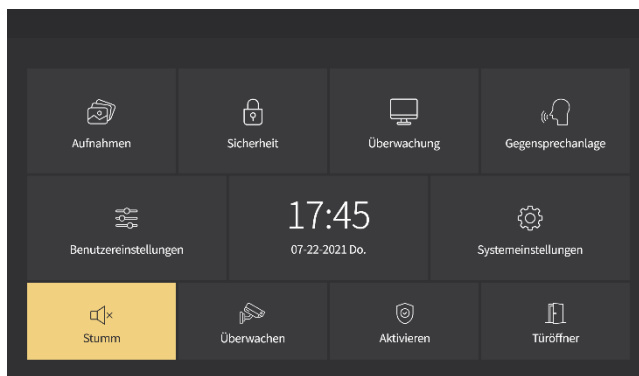 Aufnahmen
Sicherheit
Überwachung
Gegensprechanlage
Benutzereinstellungen
17:45
07-22-2021 Do.
Systemeinstellungen
Stumm
Überwachen
Aktivieren
Türöffner